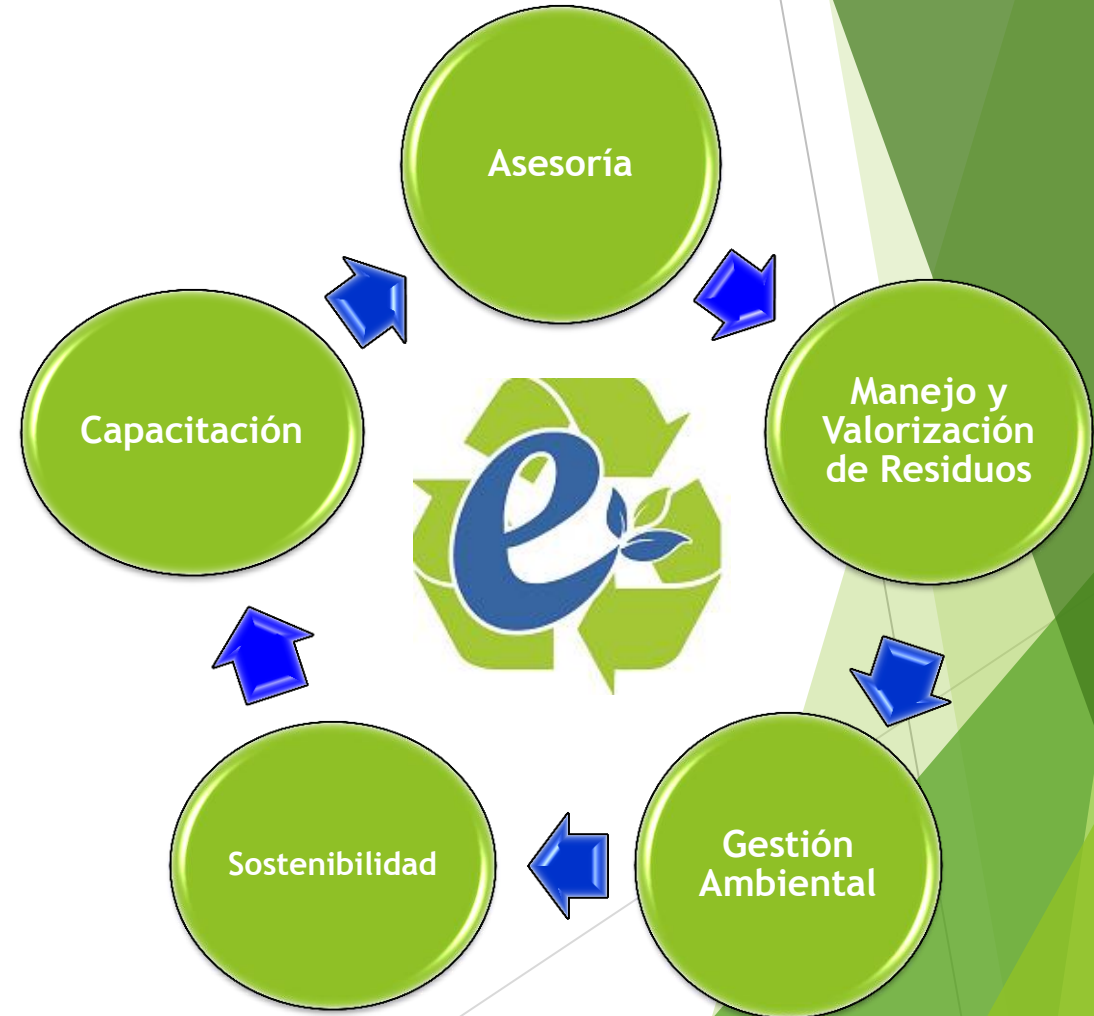 Asesoría
Manejo y
Valorización
de Residuos
Gestión
Ambiental
Sostenibilidad
Capacitación
e